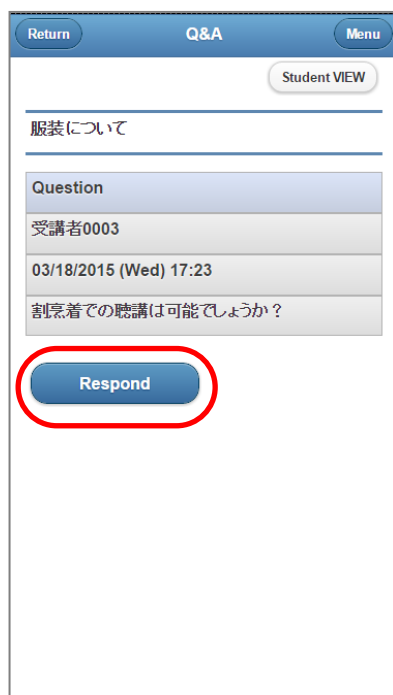 Return Q&A Menu
Student VIEW
服装について
Question
受講者0003
03/18/2015 (Wed) 17:23
割烹着での聴講は可能でしょうか?
Respond